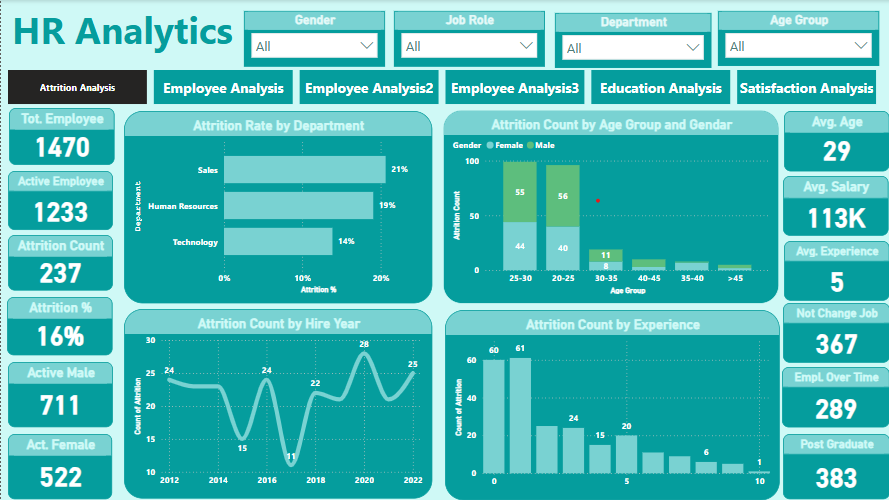 HR Analytics
Gender
All
Job Role
All
Department
All
Age Group
All
Attrition Analysis
Employee Analysis
Employee Analysis2
Employee Analysis3
Education Analysis
Satisfaction Analysis
Tot. Employee
1470
Active Employee
1233
Attrition Count
237
Attrition %
16%
Active Male
711
Act. Female
522
Attrition Rate by Department
Department
Sales
21%
Human Resources
19%
Technology
14%
0%
10%
20%
Attrition %
Attrition Count by Age Group and Gendar
Gender
Female
Male
Attrition Count
100
50
0
55
44
56
40
11
8
25-30
20-25
30-35
40-45
35-40
>45
Age Group
Attrition Count by Hire Year
Count of Attrition
30
25
20
15
10
24
15
24
11
22
28
25
2012
2014
2016
2018
2020
2022
Attrition Count by Experience
Count of Attrition
60
40
20
0
60
61
24
15
20
6
1
0
5
10
Avg. Age
29
Avg. Salary
113K
Avg. Experience
5
Not Change Job
367
Empl. Over Time
289
Post Graduate
383